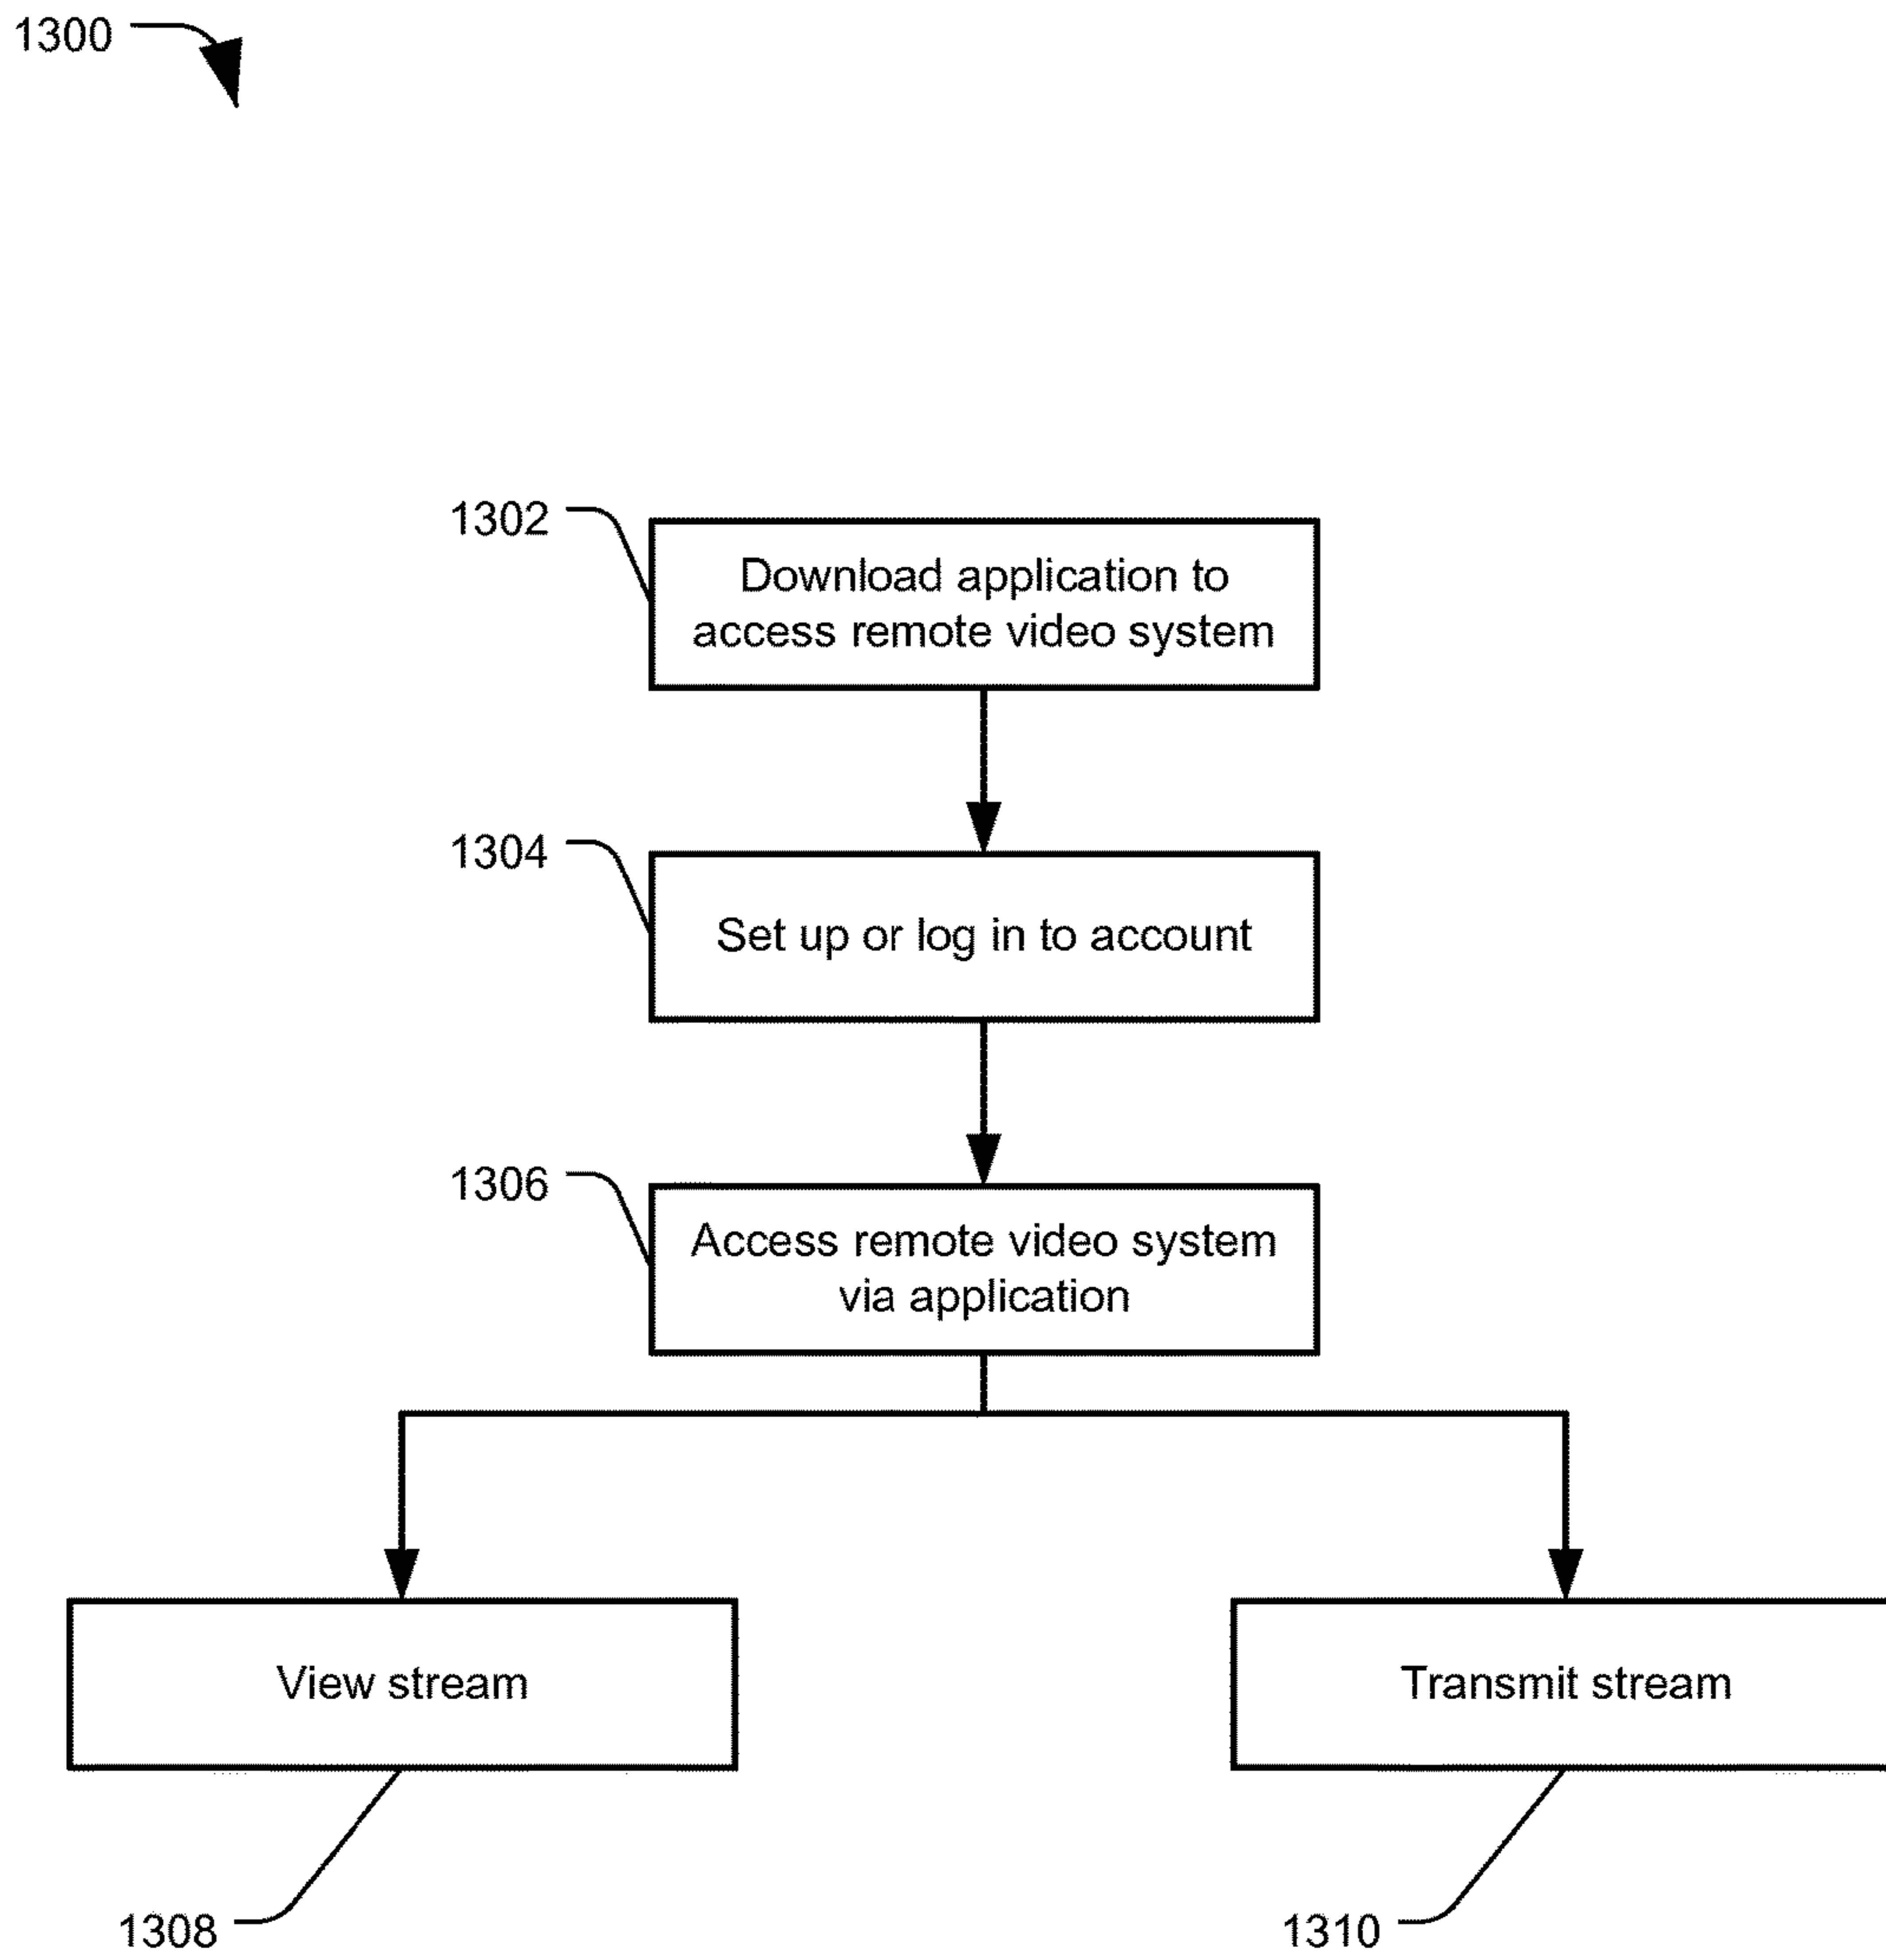 1300
1302
Download application to
access remote video system
1304
Set up or log in to account
1306
Access remote video system
via application
View stream
Transmit stream
1308
1310